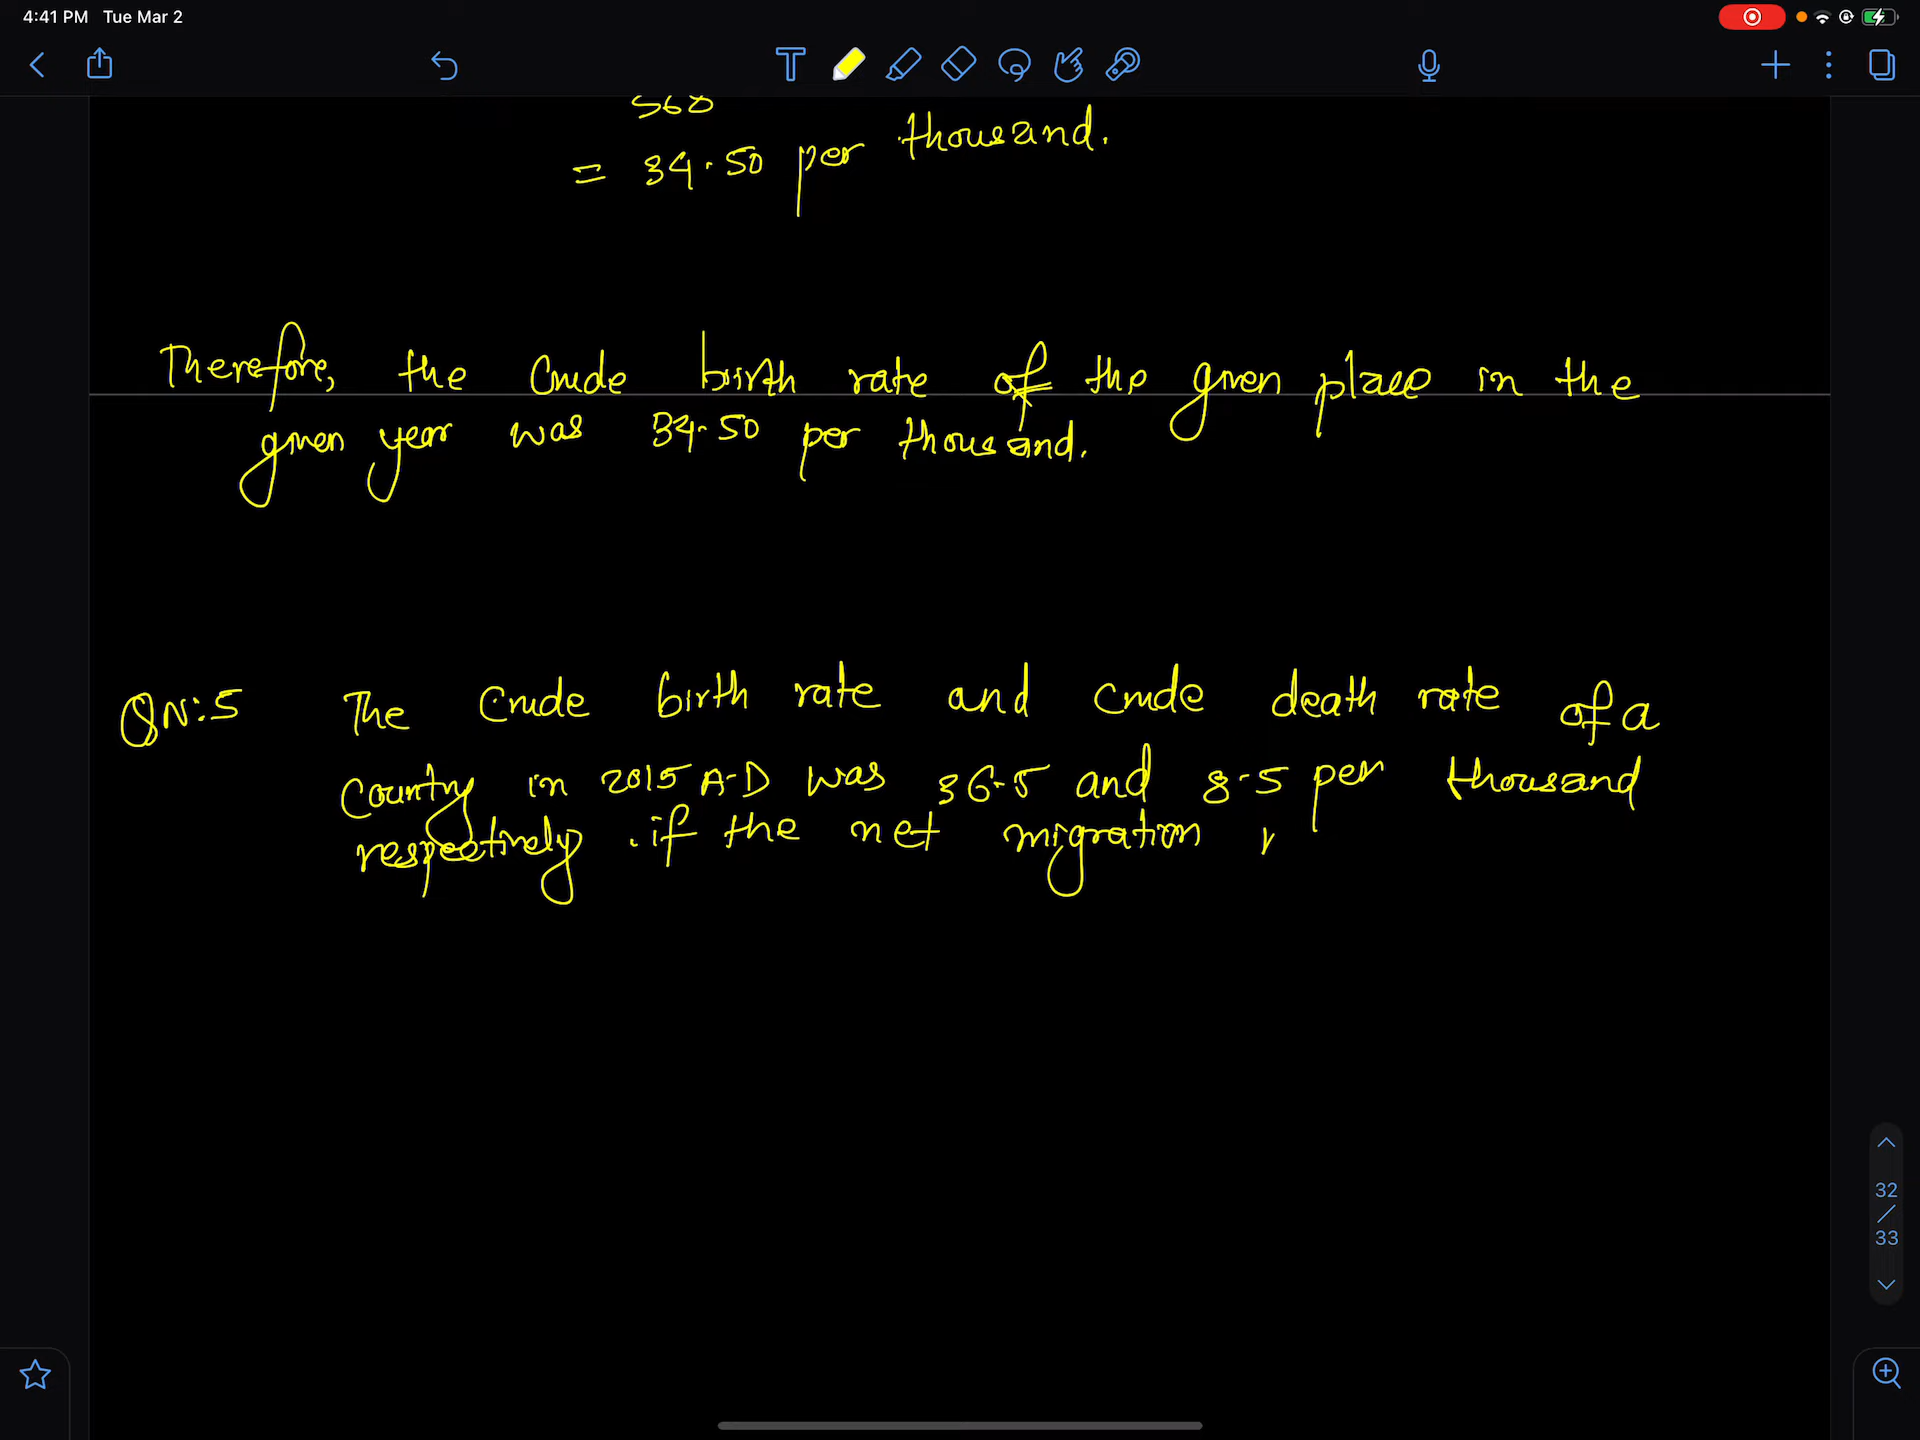 4:41 PM Tue Mar 2
560
= 34.50 per thousand.
Therefore, the Crude birth rate of the given place in the
given year was 34.50 per thousand.
QN:5 The Crude birth rate and crude death rate of a
Country in 2015 A.D was 36.5 and 8.5 per thousand
respectively . if the net migration
32
/
33